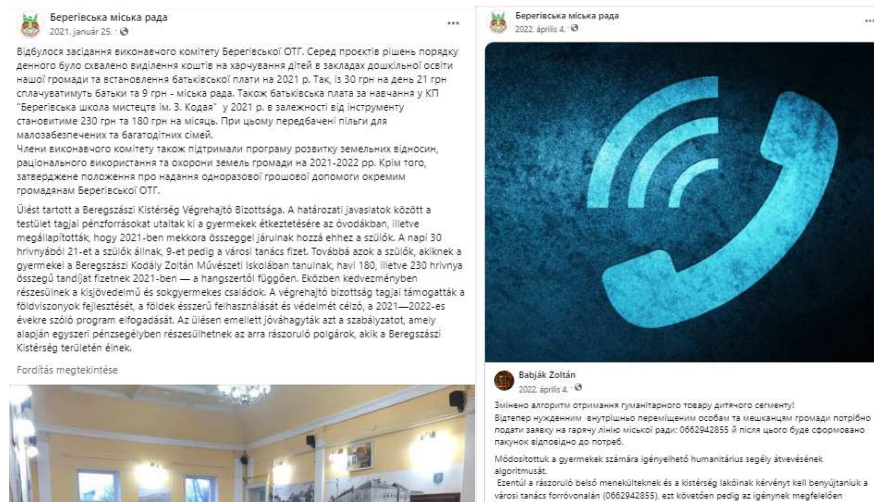 Берегівська міська рада
2021. január 25.
Відбулося засідання виконавчого комітету Берегівської ОТГ. Серед проєктів рішень порядку
денного було схвалено виділення коштів на харчування дітей в закладах дошкільної освіти
нашої громади та встановлення батьківської плати на 2021 р. Так, із 30 грн на день 21 грн
сплачуватимуть батьки та 9 грн - міська рада. Також батьківська плата за навчання у КП
"Берегівська школа мистецтв ім. З. Кодая" у 2021 р. в залежності від інструменту
становитиме 230 грн та 180 грн на місяць. При цьому передбачені пільги для
малозабезпечених та багатодітних сімей.
Члени виконавчого комітету також підтримали програму розвитку земельних відносин,
раціонального використання та охорони земель громади на 2021-2022 рр. Крім того,
затверджене положення про надання одноразової грошової допомоги окремим
громадянам Берегівської ОТГ.
Ülést tartott a Beregszászi Kistérség Végrehajtó Bizottsága. A határozati javaslatok között a
testület tagjai pénzforrásokat utaltak ki a gyermekek étkeztetésére az óvodákban, illetve
megállapították, hogy 2021-ben mekkora összeggel járulnak hozzá ehhez a szülők. A napi 30
hrivnyából 21-et a szülők állnak, 9-et pedig a városi tanács fizet. Továbbá azok a szülők, akiknek a
gyermekei a Beregszászi Kodály Zoltán Művészeti Iskolában tanulnak, havi 180, illetve 230 hrivnya
összegű tandíjat fizetnek 2021-ben — a hangszertől függően. Eközben kedvezményben
részesülnek a kisjövedelmű és sokgyermekes családok. A végrehajtó bizottság tagjai támogatták a
földviszonyok fejlesztését, a földek ésszerű felhasználását és védelmét célzó, a 2021—2022-es
évekre szóló program elfogadását. Az ülésen emellett jóváhagyták azt a szabályzatot, amely
alapján egyszeri pénzsegélyben részesülhetnek az arra rászoruló polgárok, akik a Beregszászi
Kistérség területén élnek.
Fordítás megtekintése
Берегівська міська рада
2022. április 4.
Babják Zoltán
2022. április 4.
Змінено алгоритм отримання гуманітарного товару дитячого сегменту!
Відтепер нужденним внутрішньо переміщеним особам та мешканцям громади потрібно
подати заявку на гарячу лінію міської ради: 0662942855 й після цього буде сформовано
пакунок відповідно до потреб.
Módosítottuk a gyermekek számára igényelhető humanitárius segély átvevésének
algoritmusát.
Ezentúl a rászoruló belső menekülteknek és a kistérség lakóinak kérvényt kell benyújtaniuk a
városi tanács forróvonalán (0662942855), ezt követően pedig az igénynek megfelelően